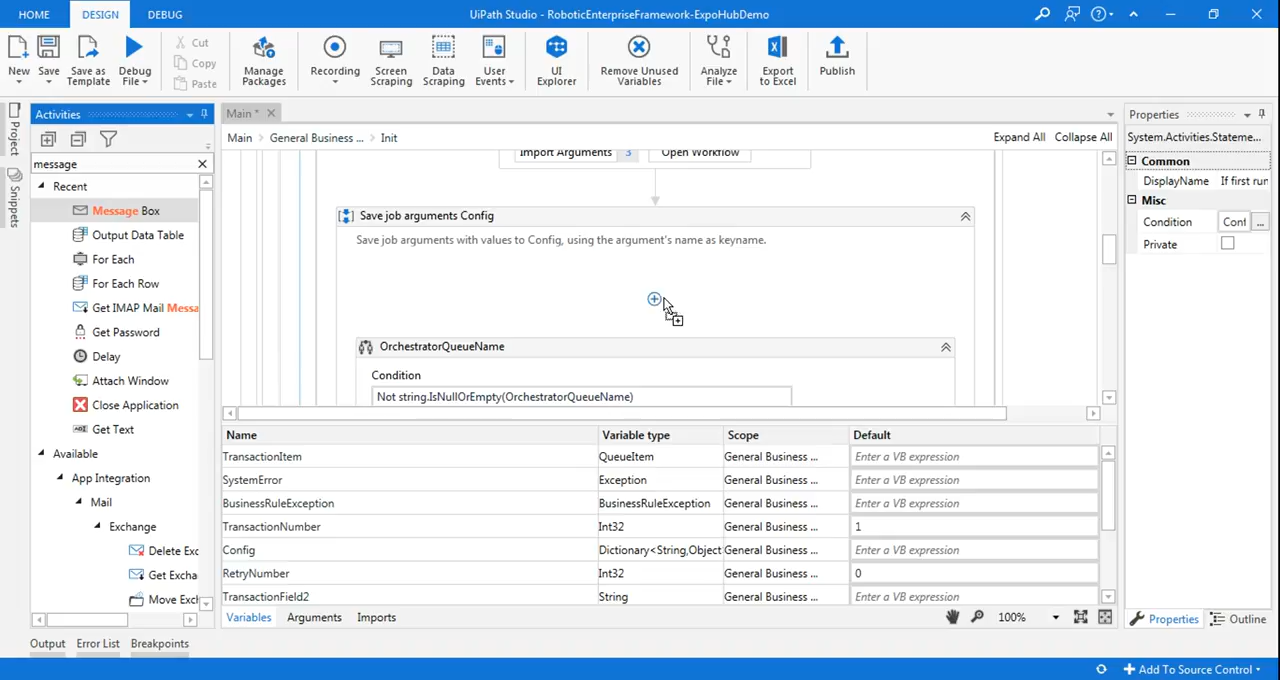 HOME DESIGN DEBUG
UiPath Studio - RoboticEnterpriseFramework-ExpoHubDemo
New
Save
Save as
Template
Debug
File
Cut
Copy
Paste
Manage
Packages
Recording
Screen
Scraping
Data
Scraping
User
Events
UI
Explorer
Remove Unused
Variables
Analyze
File
Export
to Excel
Publish
Project
Snippets
Activities
message
Recent
Message Box
Output Data Table
For Each
For Each Row
Get IMAP Mail Messa
Get Password
Delay
Attach Window
Close Application
Get Text
Available
App Integration
Mail
Exchange
Delete Exc
Get Excha
Move Exch
Main *
Main > General Business ... > Init
Expand All Collapse All
Import Arguments 3 Open Workflow
Save job arguments Config
Save job arguments with values to Config, using the argument's name as keyname.
OrchestratorQueueName
Condition
Not string.IsNullOrEmpty(OrchestratorQueueName)
Name Variable type Scope Default
TransactionItem QueueItem General Business ... Enter a VB expression
SystemError Exception General Business ... Enter a VB expression
BusinessRuleException BusinessRuleException General Business ... Enter a VB expression
TransactionNumber Int32 General Business ... 1
Config Dictionary<String,Object General Business ... Enter a VB expression
RetryNumber Int32 General Business ... 0
TransactionField2 String General Business ... Enter a VB expression
Variables Arguments Imports
100%
Properties
System.Activities.Stateme...
Common
DisplayName If first run
Misc
Condition Conf ...
Private
Properties Outline
Output Error List Breakpoints
Add To Source Control